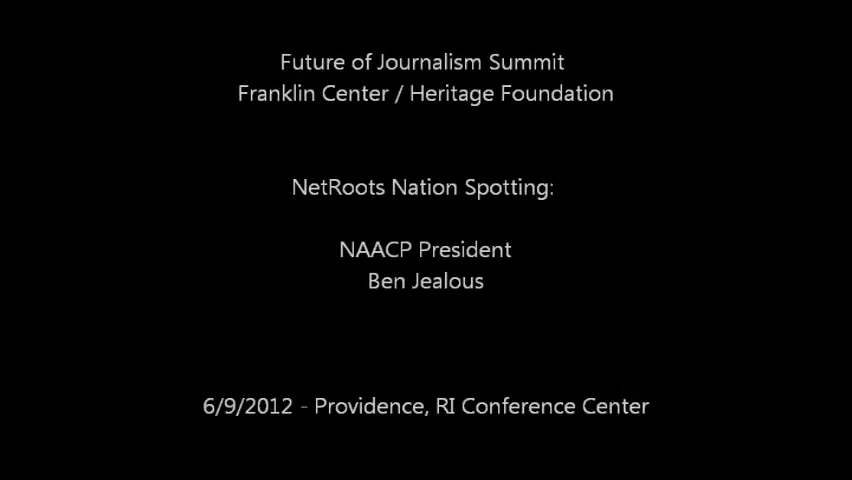 Future of Journalism Summit
Franklin Center / Heritage Foundation
NetRoots Nation Spotting:
NAACP President
Ben Jealous
6/9/2012 - Providence, RI Conference Center